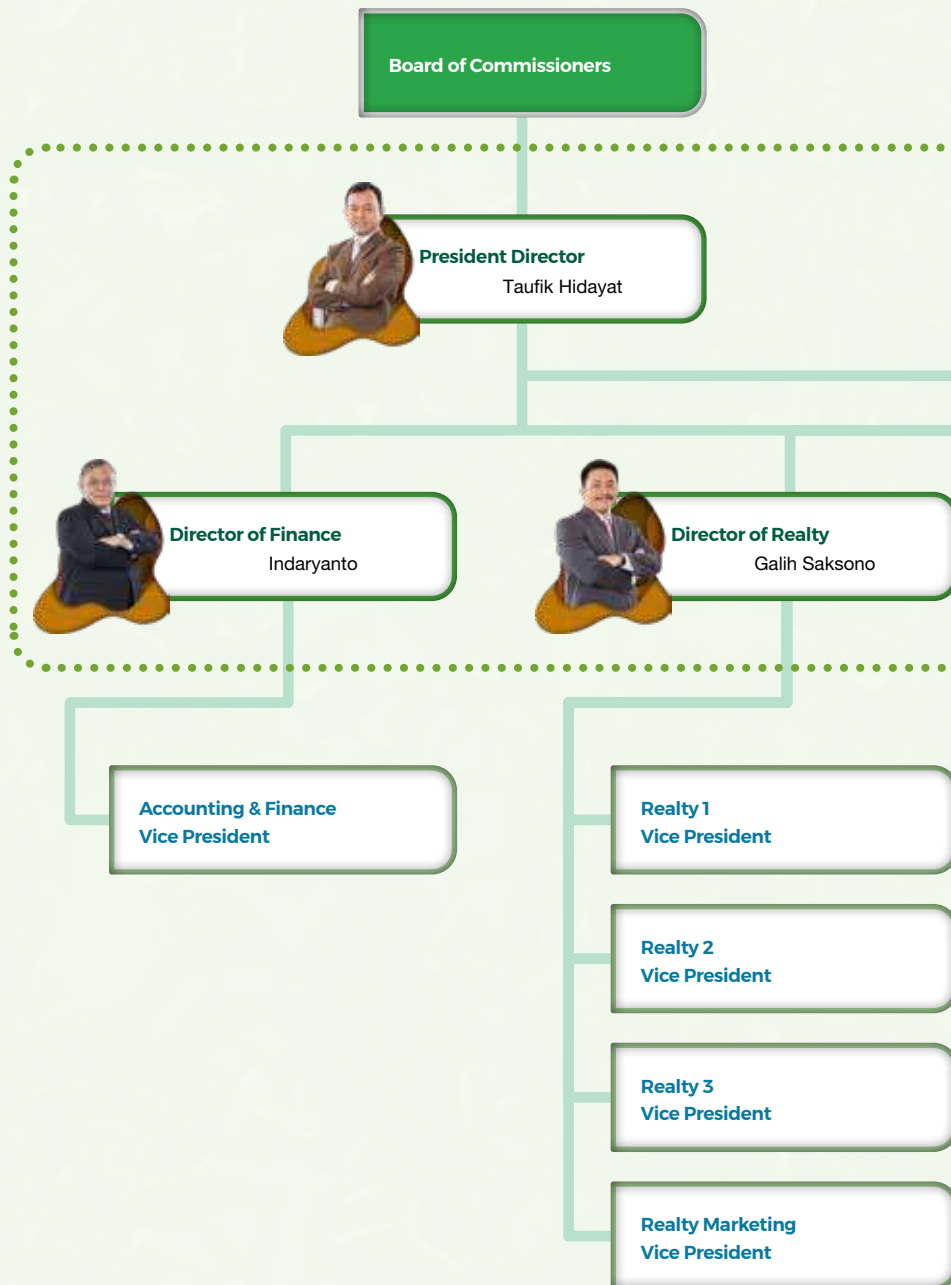 Board of Commissioners
President Director
Taufik Hidayat
Director of Finance
Indaryanto
Director of Realty
Galih Saksono
Accounting & Finance
Vice President
Realty 1
Vice President
Realty 2
Vice President
Realty 3
Vice President
Realty Marketing
Vice President